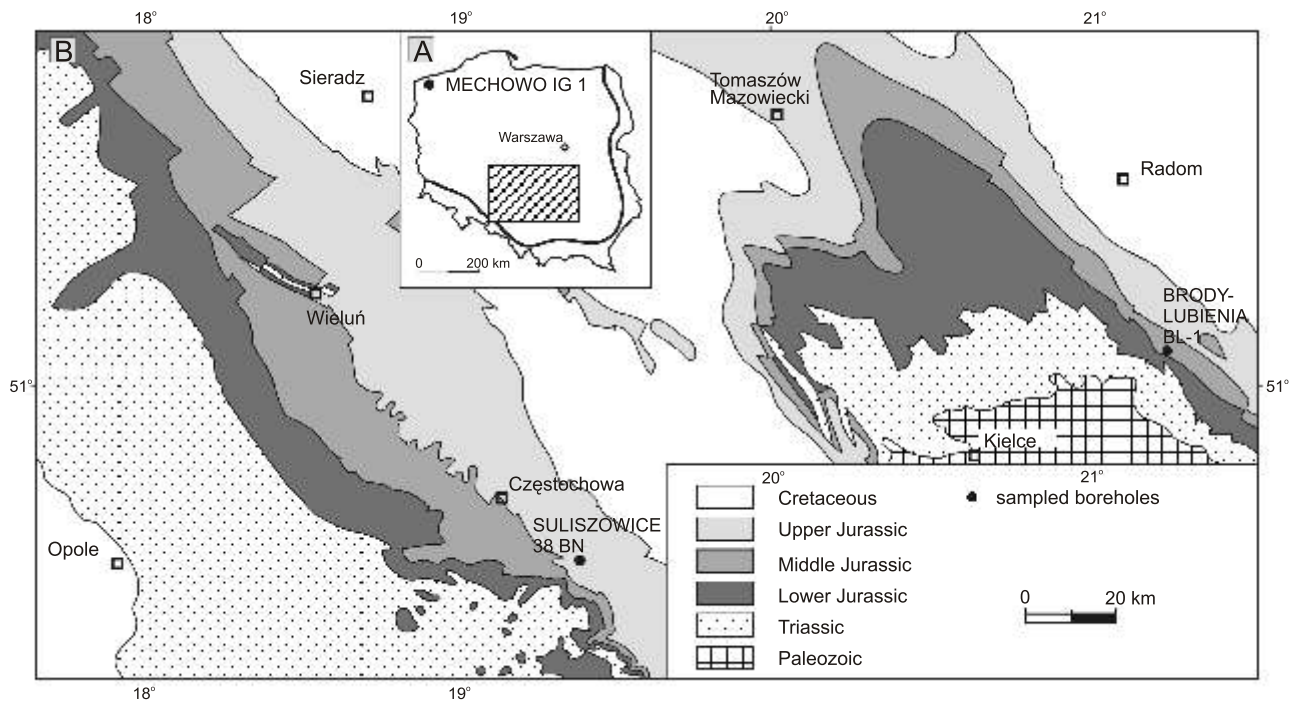 18° 19° 20° 21°
B
A
Sieradz
MECHOWO IG 1
Warszawa
0 200 km
Tomaszów
Mazowiecki
Radom
Wieluń
BRODY-
LUBIENIA
BL-1
51° 51°
Kielce
Częstochowa
SULISZOWICE
38 BN
Opole
20° 21°
Cretaceous
sampled boreholes
Upper Jurassic
Middle Jurassic
Lower Jurassic
0 20 km
Triassic
Paleozoic
18° 19°